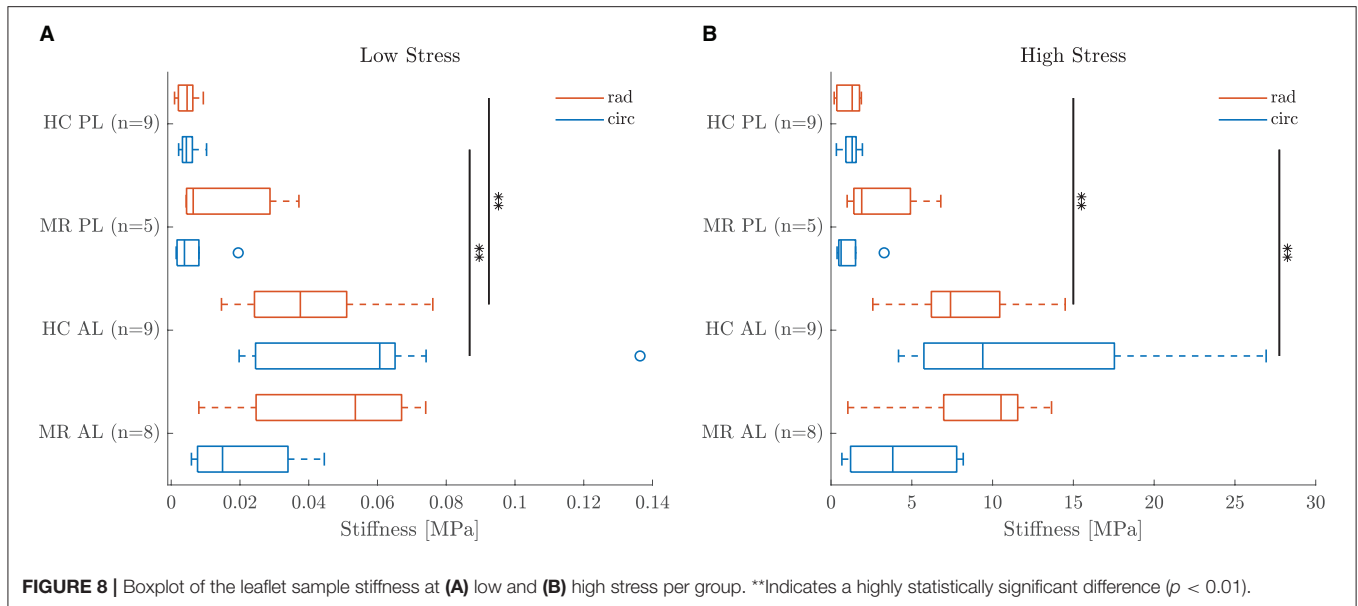 A
Low Stress
rad
circ
HC PL (n=9)
MR PL (n=5)
HC AL (n=9)
MR AL (n=8)
**
**
0 0.02 0.04 0.06 0.08 0.1 0.12 0.14
Stiffness [MPa]
B
High Stress
rad
circ
HC PL (n=9)
MR PL (n=5)
HC AL (n=9)
MR AL (n=8)
**
**
0 5 10 15 20 25 30
Stiffness [MPa]
FIGURE 8 | Boxplot of the leaflet sample stiffness at (A) low and (B) high stress per group. **Indicates a highly statistically significant difference (p < 0.01).